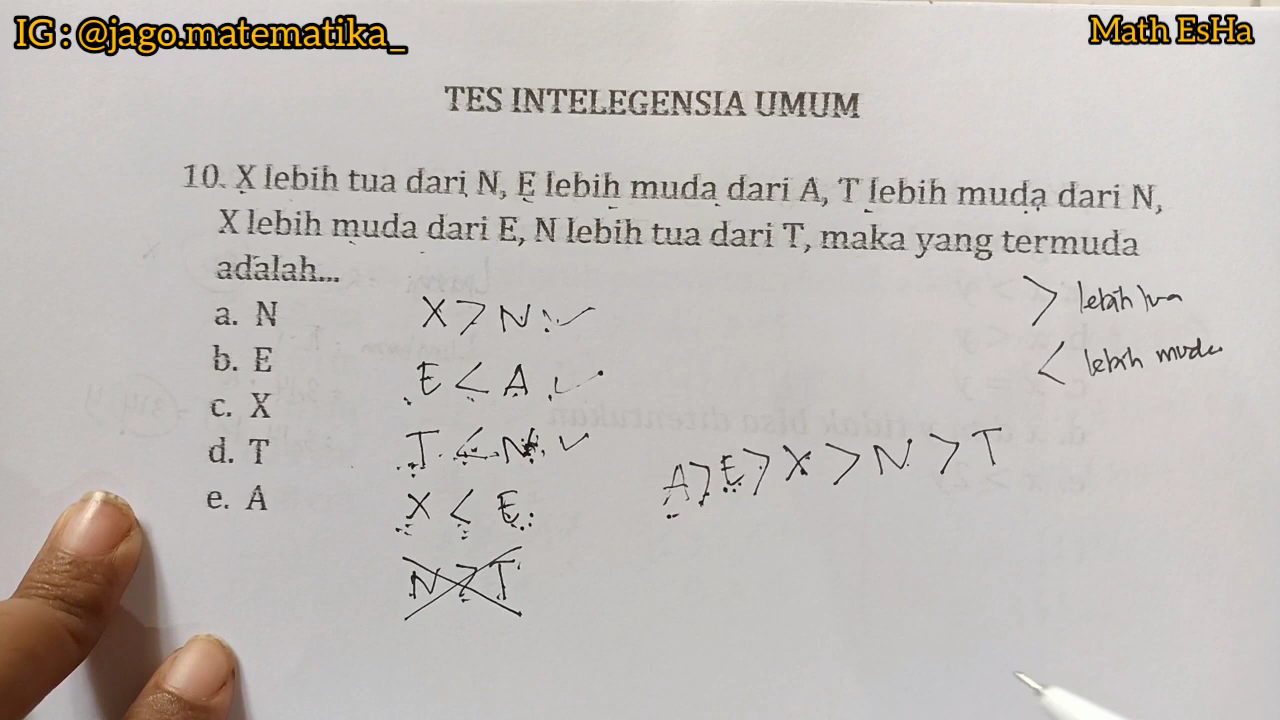 IG : @jago.matematika_
Math EsHa
TES INTELEGENSIA UMUM
10. X lebih tua dari N, E lebih muda dari A, T lebih muda dari N,
X lebih muda dari E, N lebih tua dari T, maka yang termuda
adalah...
a. N
b. E
c. X
d. T
e. A
X > N
E < A
T < N
X < E
N > T
A > E > X > N > T
> lebih tua
< lebih muda